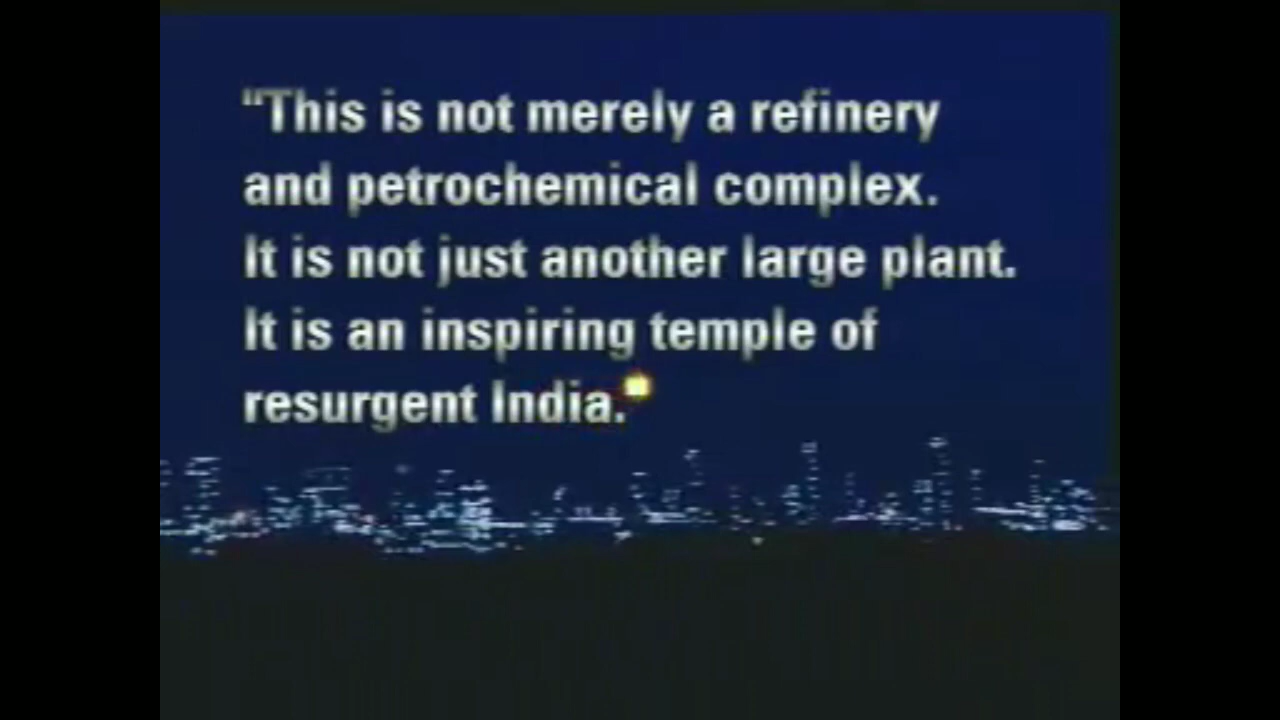 "This is not merely a refinery
and petrochemical complex.
It is not just another large plant.
It is an inspiring temple of
resurgent India."